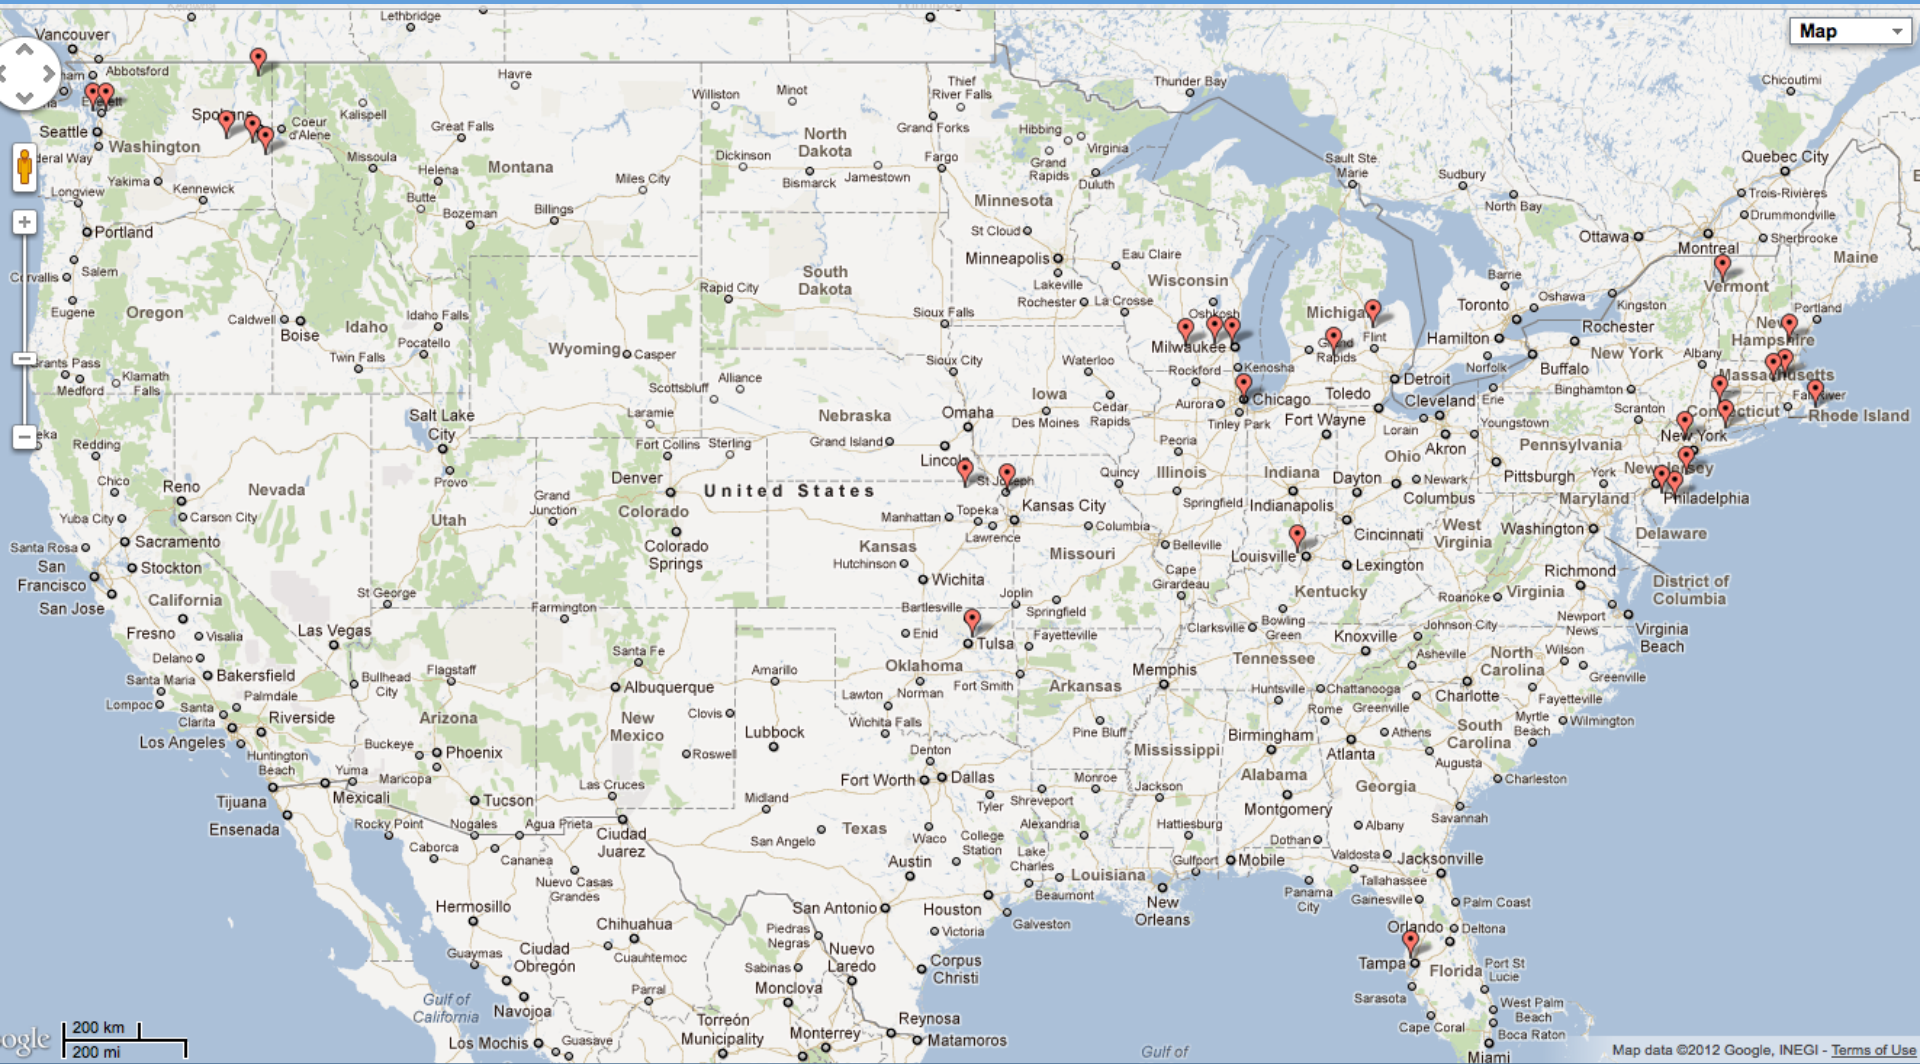 Lethbridge
Vancouver
Map
Abbotsford
Havre
Thief
River Falls
Thunder Bay
Chicoutimi
Williston
Minot
Kalispell
Coeur
d'Alene
Great Falls
Grand Forks
Hibbing
Virginia
Seattle
Washington
North
Dakota
Missoula
Helena
Montana
Dickinson
Bismarck
Jamestown
Fargo
Grand
Rapids
Duluth
Sault Ste.
Marie
Sudbury
Quebec City
Trois-Rivières
Drummondville
Longview
Yakima
Kennewick
Butte
Bozeman
Miles City
Billings
Minnesota
North Bay
Portland
St Cloud
Ottawa
Montreal
Sherbrooke
Maine
Salem
Corvallis
Minneapolis
Eau Claire
Wisconsin
South
Dakota
Rapid City
Lakeville
Rochester
La Crosse
Barrie
Oshawa
Kingston
Vermont
Eugene
Oregon
Caldwell
Boise
Idaho
Idaho Falls
Pocatello
Twin Falls
Sioux Falls
Oshkosh
Toronto
Rochester
Portland
Hampshire
Wyoming
Casper
Milwaukee
Flint
Hamilton
New York
Albany
Grants Pass
Medford
Klamath
Falls
Scottsbluff
Alliance
Sioux City
Waterloo
Rockford
Kenosha
Rapids
Norfolk
Buffalo
Massachusetts
Detroit
Toledo
Cleveland
Erie
Binghamton
Scranton
Rhode Island
Salt Lake
City
Laramie
Nebraska
Omaha
Iowa
Des Moines
Cedar
Rapids
Aurora
Chicago
Tinley Park
Fort Wayne
Lorain
Akron
Youngstown
Pennsylvania
New York
Redding
Fort Collins
Sterling
Grand Island
Peoria
Ohio
Chico
Reno
Nevada
Provo
Denver
Lincoln
St Joseph
Quincy
Illinois
Indiana
Dayton
Newark
Columbus
Pittsburgh
York
New Jersey
Maryland
Philadelphia
United States
Yuba City
Carson City
Utah
Grand
Junction
Colorado
Manhattan
Topeka
Kansas City
Springfield
Indianapolis
Lawrence
Columbia
Santa Rosa
Sacramento
Colorado
Springs
Kansas
Hutchinson
Missouri
Belleville
Louisville
Cincinnati
West
Virginia
Washington
Delaware
San
Francisco
Stockton
San Jose
California
St George
Wichita
Cape
Girardeau
Lexington
Kentucky
Richmond
Virginia
Roanoke
District of
Columbia
Fresno
Visalia
Las Vegas
Farmington
Bartlesville
Joplin
Springfield
Enid
Tulsa
Fayetteville
Clarksville
Bowling
Green
Knoxville
Johnson City
Newport
News
Virginia
Beach
Delano
Bakersfield
Santa Maria
Santa Fe
Oklahoma
Tennessee
Asheville
North
Carolina
Wilson
Greenville
Lompoc
Santa
Clarita
Palmdale
Bullhead
City
Flagstaff
Albuquerque
Amarillo
Lawton
Norman
Fort Smith
Arkansas
Memphis
Huntsville
Chattanooga
Charlotte
Fayetteville
Riverside
Los Angeles
Arizona
New
Mexico
Clovis
Wichita Falls
Rome
Greenville
South
Carolina
Myrtle
Beach
Wilmington
Huntington
Beach
Buckeye
Phoenix
Roswell
Lubbock
Denton
Pine Bluff
Mississippi
Birmingham
Atlanta
Athens
Augusta
Yuma
Maricopa
Las Cruces
Fort Worth
Dallas
Monroe
Jackson
Alabama
Georgia
Charleston
Tijuana
Mexicali
Tucson
Midland
Tyler
Shreveport
Montgomery
Savannah
Ensenada
Rocky Point
Nogales
Agua Prieta
Ciudad
Juarez
San Angelo
Texas
Waco
College
Station
Alexandria
Hattiesburg
Dothan
Albany
Caborca
Cananea
Austin
Lake
Charles
Louisiana
Gulfport
Mobile
Valdosta
Jacksonville
Tallahassee
Nuevo Casas
Grandes
Beaumont
New
Orleans
Panama
City
Gainesville
Palm Coast
Hermosillo
Chihuahua
San Antonio
Houston
Galveston
Victoria
Orlando
Deltona
Guaymas
Ciudad
Obregón
Cuauhtemoc
Piedras
Negras
Nuevo
Laredo
Corpus
Christi
Tampa
Florida
Port St
Lucie
Sabinas
Monclova
Parral
Sarasota
West Palm
Beach
Gulf of
California
Navojoa
Cape Coral
Boca Raton
Torreón
Municipality
Monterrey
Reynosa
Matamoros
Los Mochis
Guasave
Gulf of
Miami
200 km
200 mi
Map data ©2012 Google, INEGI - Terms of Use